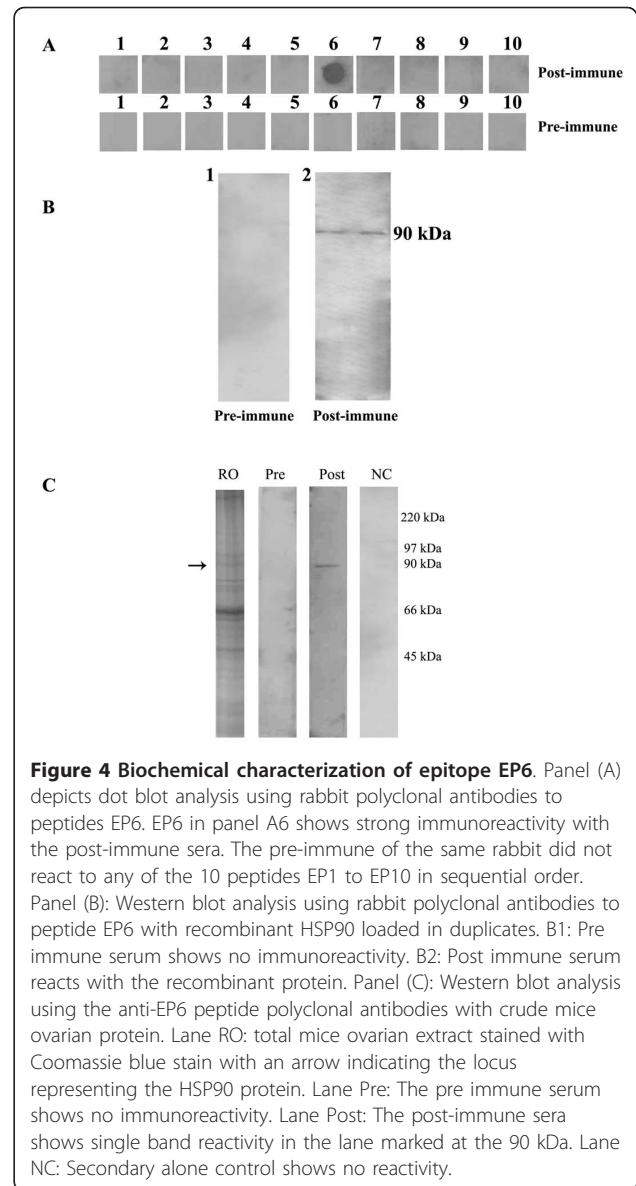 A
1 2 3 4 5 6 7 8 9 10
Post-immune
1 2 3 4 5 6 7 8 9 10
Pre-immune
B
1 2
90 kDa
Pre-immune Post-immune
C
RO Pre Post NC
→
220 kDa
97 kDa
90 kDa
66 kDa
45 kDa
Figure 4 Biochemical characterization of epitope EP6. Panel (A)
depicts dot blot analysis using rabbit polyclonal antibodies to
peptides EP6. EP6 in panel A6 shows strong immunoreactivity with
the post-immune sera. The pre-immune of the same rabbit did not
react to any of the 10 peptides EP1 to EP10 in sequential order.
Panel (B): Western blot analysis using rabbit polyclonal antibodies to
peptide EP6 with recombinant HSP90 loaded in duplicates. B1: Pre
immune serum shows no immunoreactivity. B2: Post immune serum
reacts with the recombinant protein. Panel (C): Western blot analysis
using the anti-EP6 peptide polyclonal antibodies with crude mice
ovarian protein. Lane RO: total mice ovarian extract stained with
Coomassie blue stain with an arrow indicating the locus
representing the HSP90 protein. Lane Pre: The pre immune serum
shows no immunoreactivity. Lane Post: The post-immune sera
shows single band reactivity in the lane marked at the 90 kDa. Lane
NC: Secondary alone control shows no reactivity.